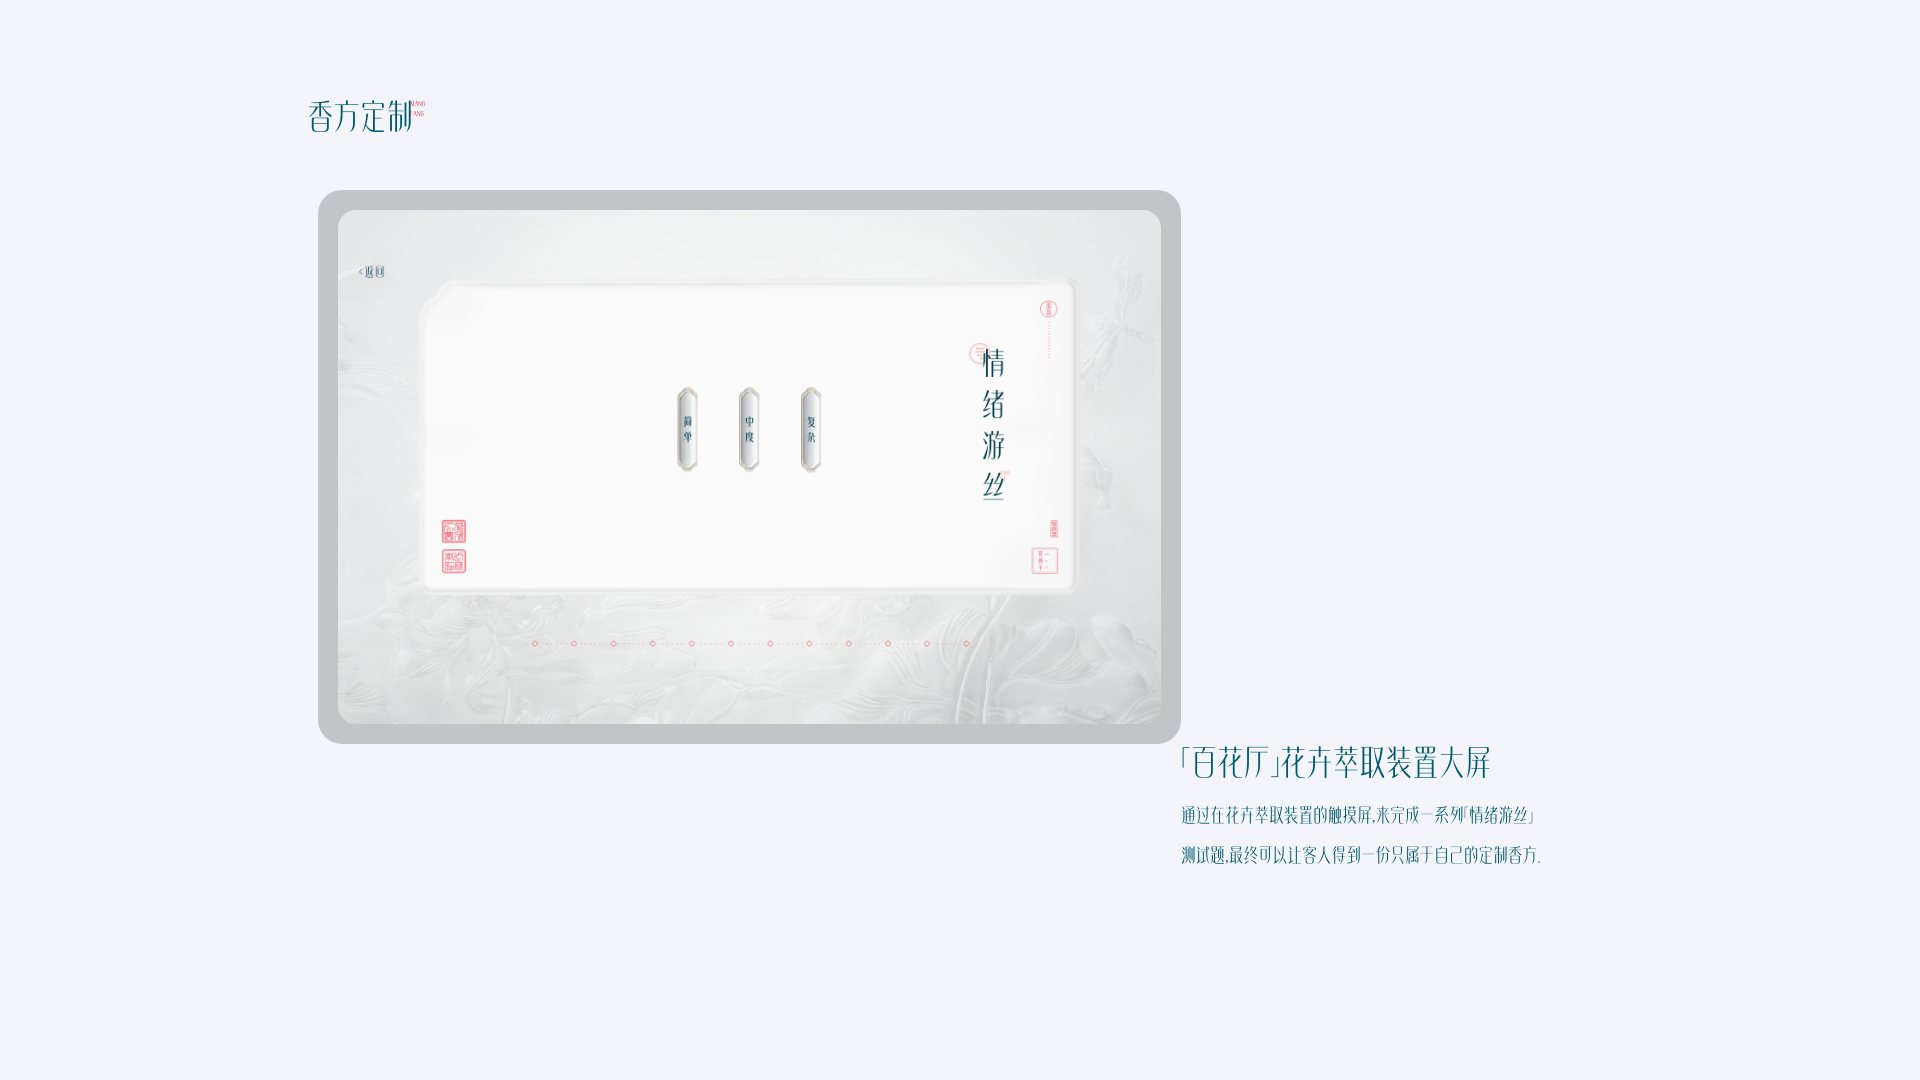 香方定制
XIANG
FANG
<返回
情绪游丝
简单
中度
复杂
「百花厅」花卉萃取装置大屏
通过在花卉萃取装置的触摸屏,来完成一系列「情绪游丝」
测试题,最终可以让客人得到一份只属于自己的定制香方。